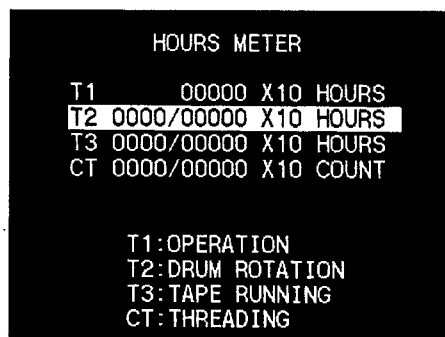 HOURS METER
T1 00000 X10 HOURS
T2 0000/00000 X10 HOURS
T3 0000/00000 X10 HOURS
CT 0000/00000 X10 COUNT
T1:OPERATION
T2:DRUM ROTATION
T3:TAPE RUNNING
CT:THREADING